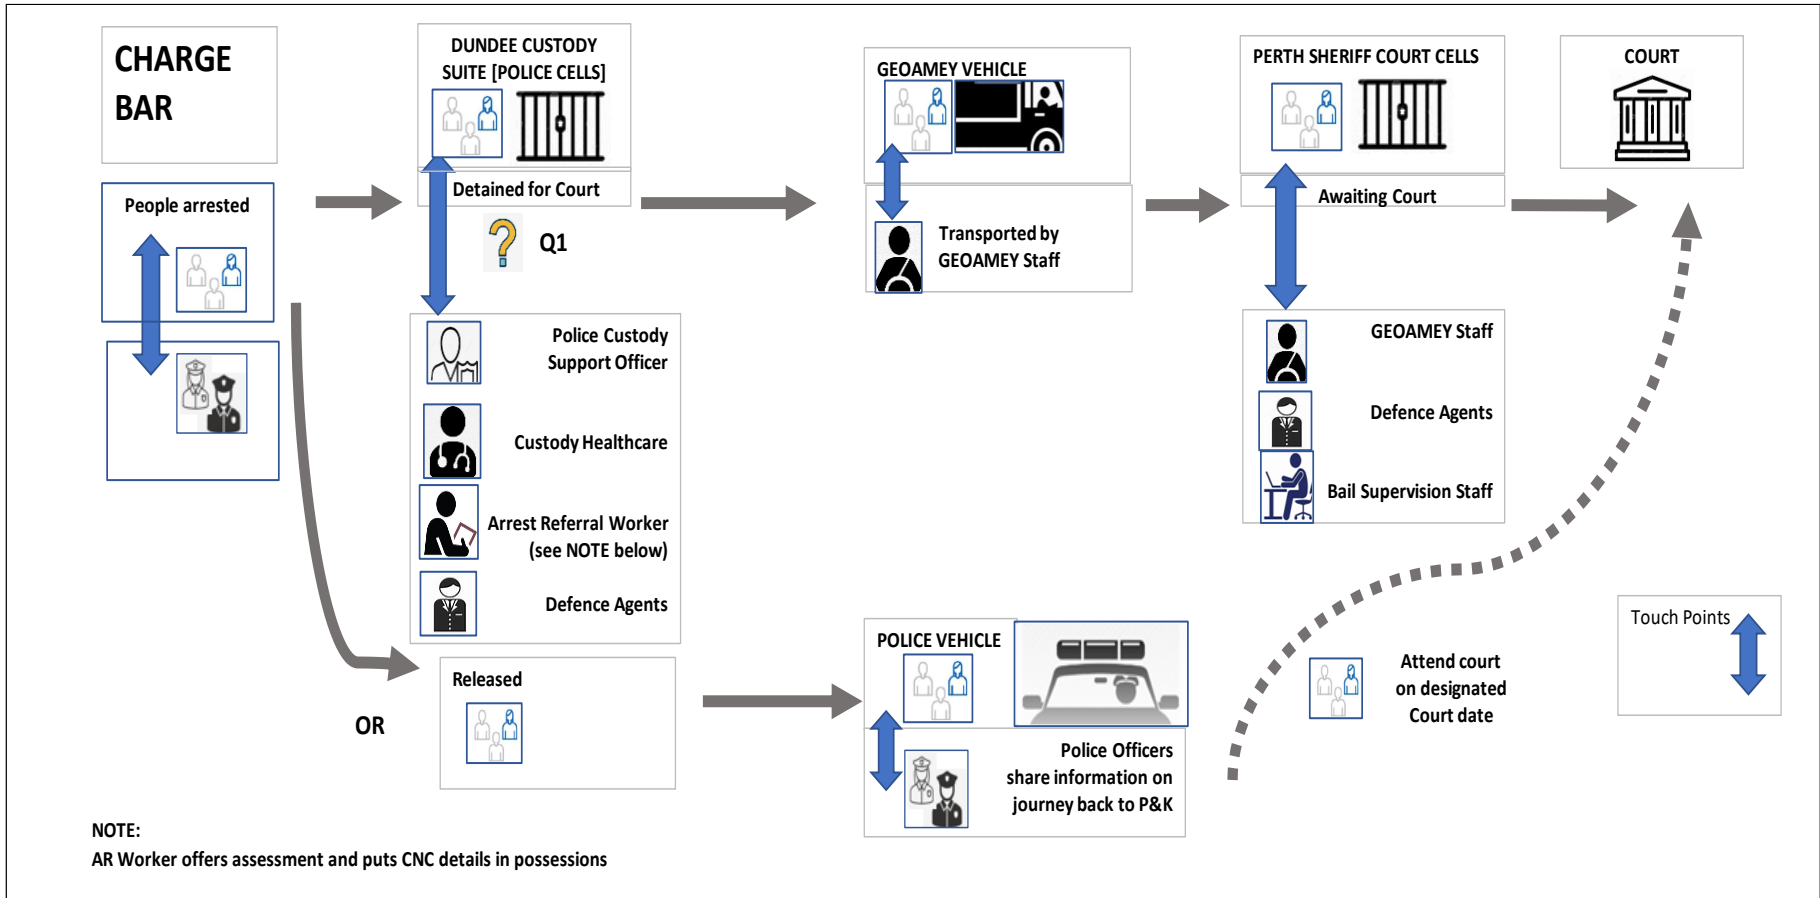 CHARGE
BAR
People arrested
DUNDEE CUSTODY
SUITE [POLICE CELLS]
Detained for Court
Q1
Police Custody
Support Officer
Custody Healthcare
Arrest Referral Worker
(see NOTE below)
Defence Agents
OR
Released
GEOAMEY VEHICLE
Transported by
GEOAMEY Staff
POLICE VEHICLE
Police Officers
share information on
journey back to P&K
PERTH SHERIFF COURT CELLS
Awaiting Court
GEOAMEY Staff
Defence Agents
Bail Supervision Staff
COURT
Attend court
on designated
Court date
Touch Points
NOTE:
AR Worker offers assessment and puts CNC details in possessions